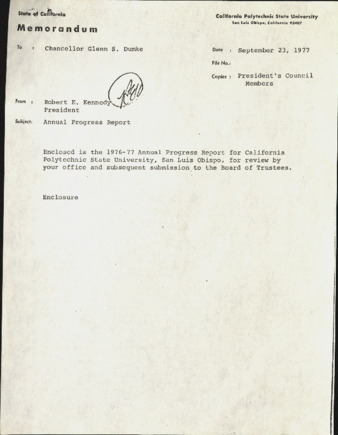 State of California
California Polytechnic State University
San Luis Obispo, California 93407
Memorandum
To : Chancellor Glenn S. Dumke
Date : September 23, 1977
File No.:
Copies : President's Council
Members
From : Robert E. Kennedy
President
Subject: Annual Progress Report
Enclosed is the 1976-77 Annual Progress Report for California
Polytechnic State University, San Luis Obispo, for review by
your office and subsequent submission to the Board of Trustees.
Enclosure